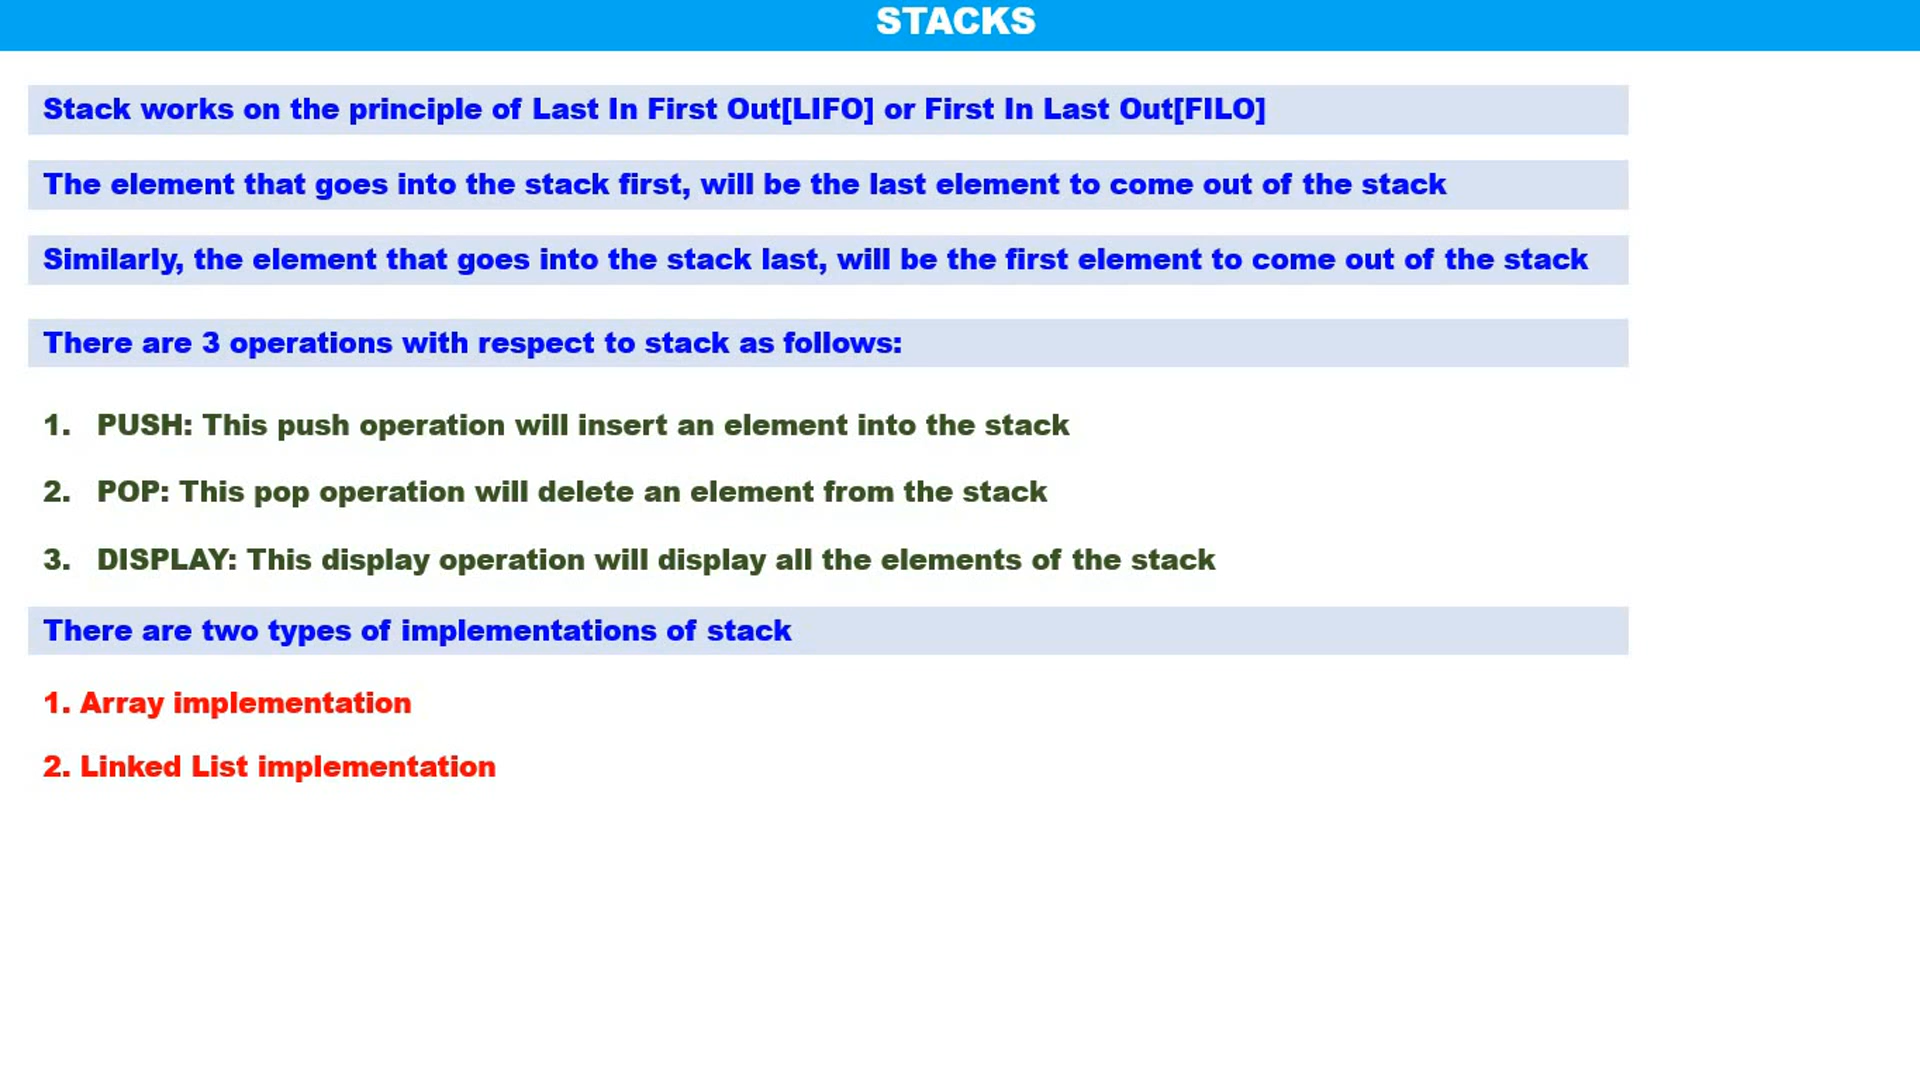 STACKS
Stack works on the principle of Last In First Out[LIFO] or First In Last Out[FILO]
The element that goes into the stack first, will be the last element to come out of the stack
Similarly, the element that goes into the stack last, will be the first element to come out of the stack
There are 3 operations with respect to stack as follows:
1. PUSH: This push operation will insert an element into the stack
2. POP: This pop operation will delete an element from the stack
3. DISPLAY: This display operation will display all the elements of the stack
There are two types of implementations of stack
1. Array implementation
2. Linked List implementation